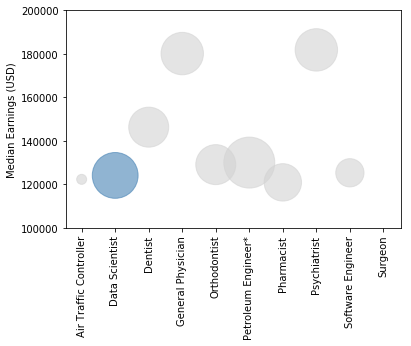 200000
180000
160000
140000
120000
100000
Median Earnings (USD)
Air Traffic Controller
Data Scientist
Dentist
General Physician
Orthodontist
Petroleum Engineer*
Pharmacist
Psychiatrist
Software Engineer
Surgeon